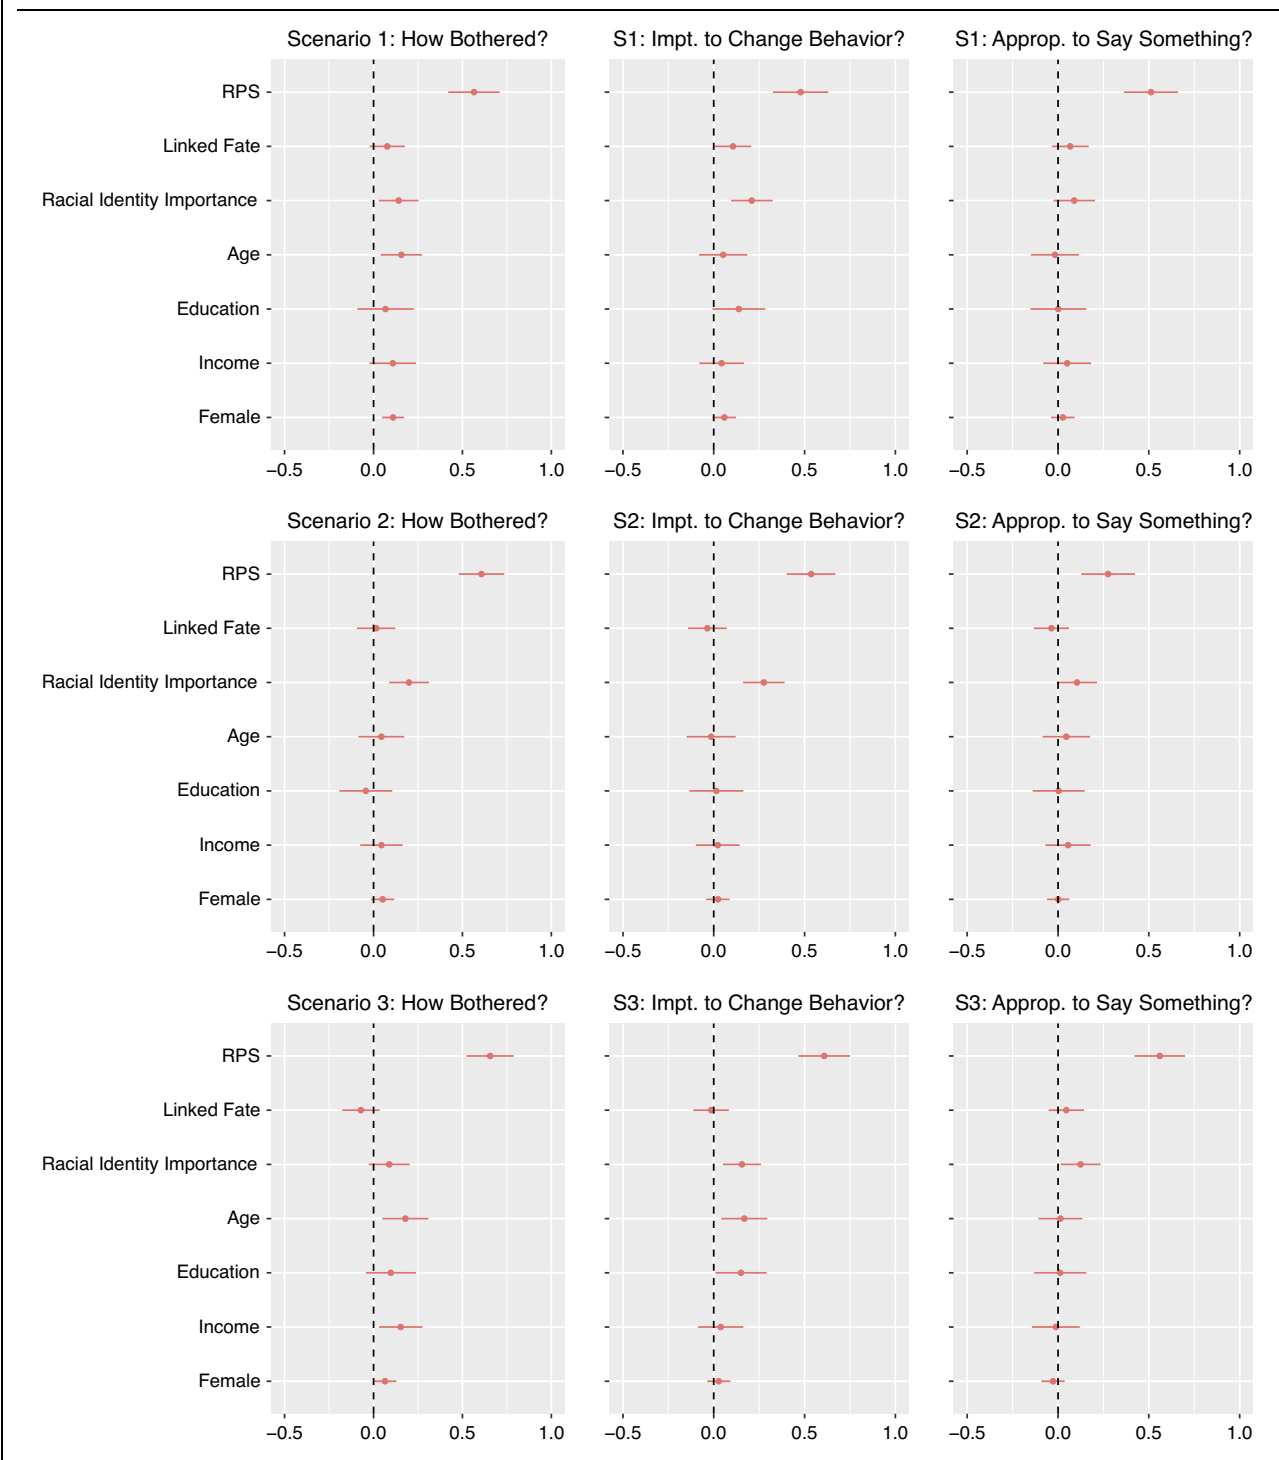 Scenario 1: How Bothered? S1: Impt. to Change Behavior? S1: Approp. to Say Something?
RPS
Linked Fate
Racial Identity Importance
Age
Education
Income
Female
−0.5 0.0 0.5 1.0 −0.5 0.0 0.5 1.0 −0.5 0.0 0.5 1.0
Scenario 2: How Bothered? S2: Impt. to Change Behavior? S2: Approp. to Say Something?
RPS
Linked Fate
Racial Identity Importance
Age
Education
Income
Female
−0.5 0.0 0.5 1.0 −0.5 0.0 0.5 1.0 −0.5 0.0 0.5 1.0
Scenario 3: How Bothered? S3: Impt. to Change Behavior? S3: Approp. to Say Something?
RPS
Linked Fate
Racial Identity Importance
Age
Education
Income
Female
−0.5 0.0 0.5 1.0 −0.5 0.0 0.5 1.0 −0.5 0.0 0.5 1.0